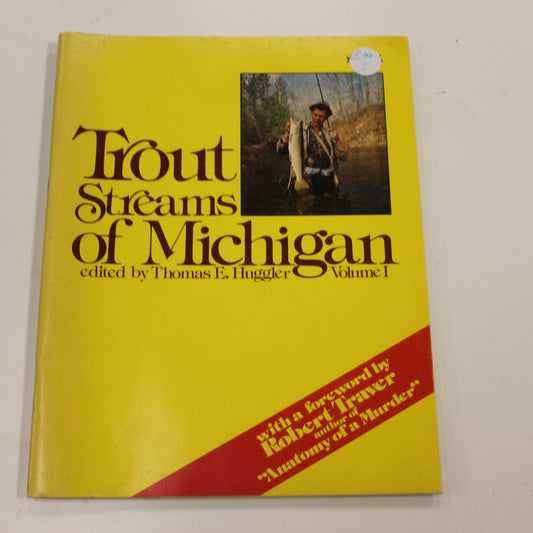 Trout
Streams
of Michigan
edited by Thomas E. Huggler Volume I
with a foreword by
Robert Traver
author of
"Anatomy of a Murder"